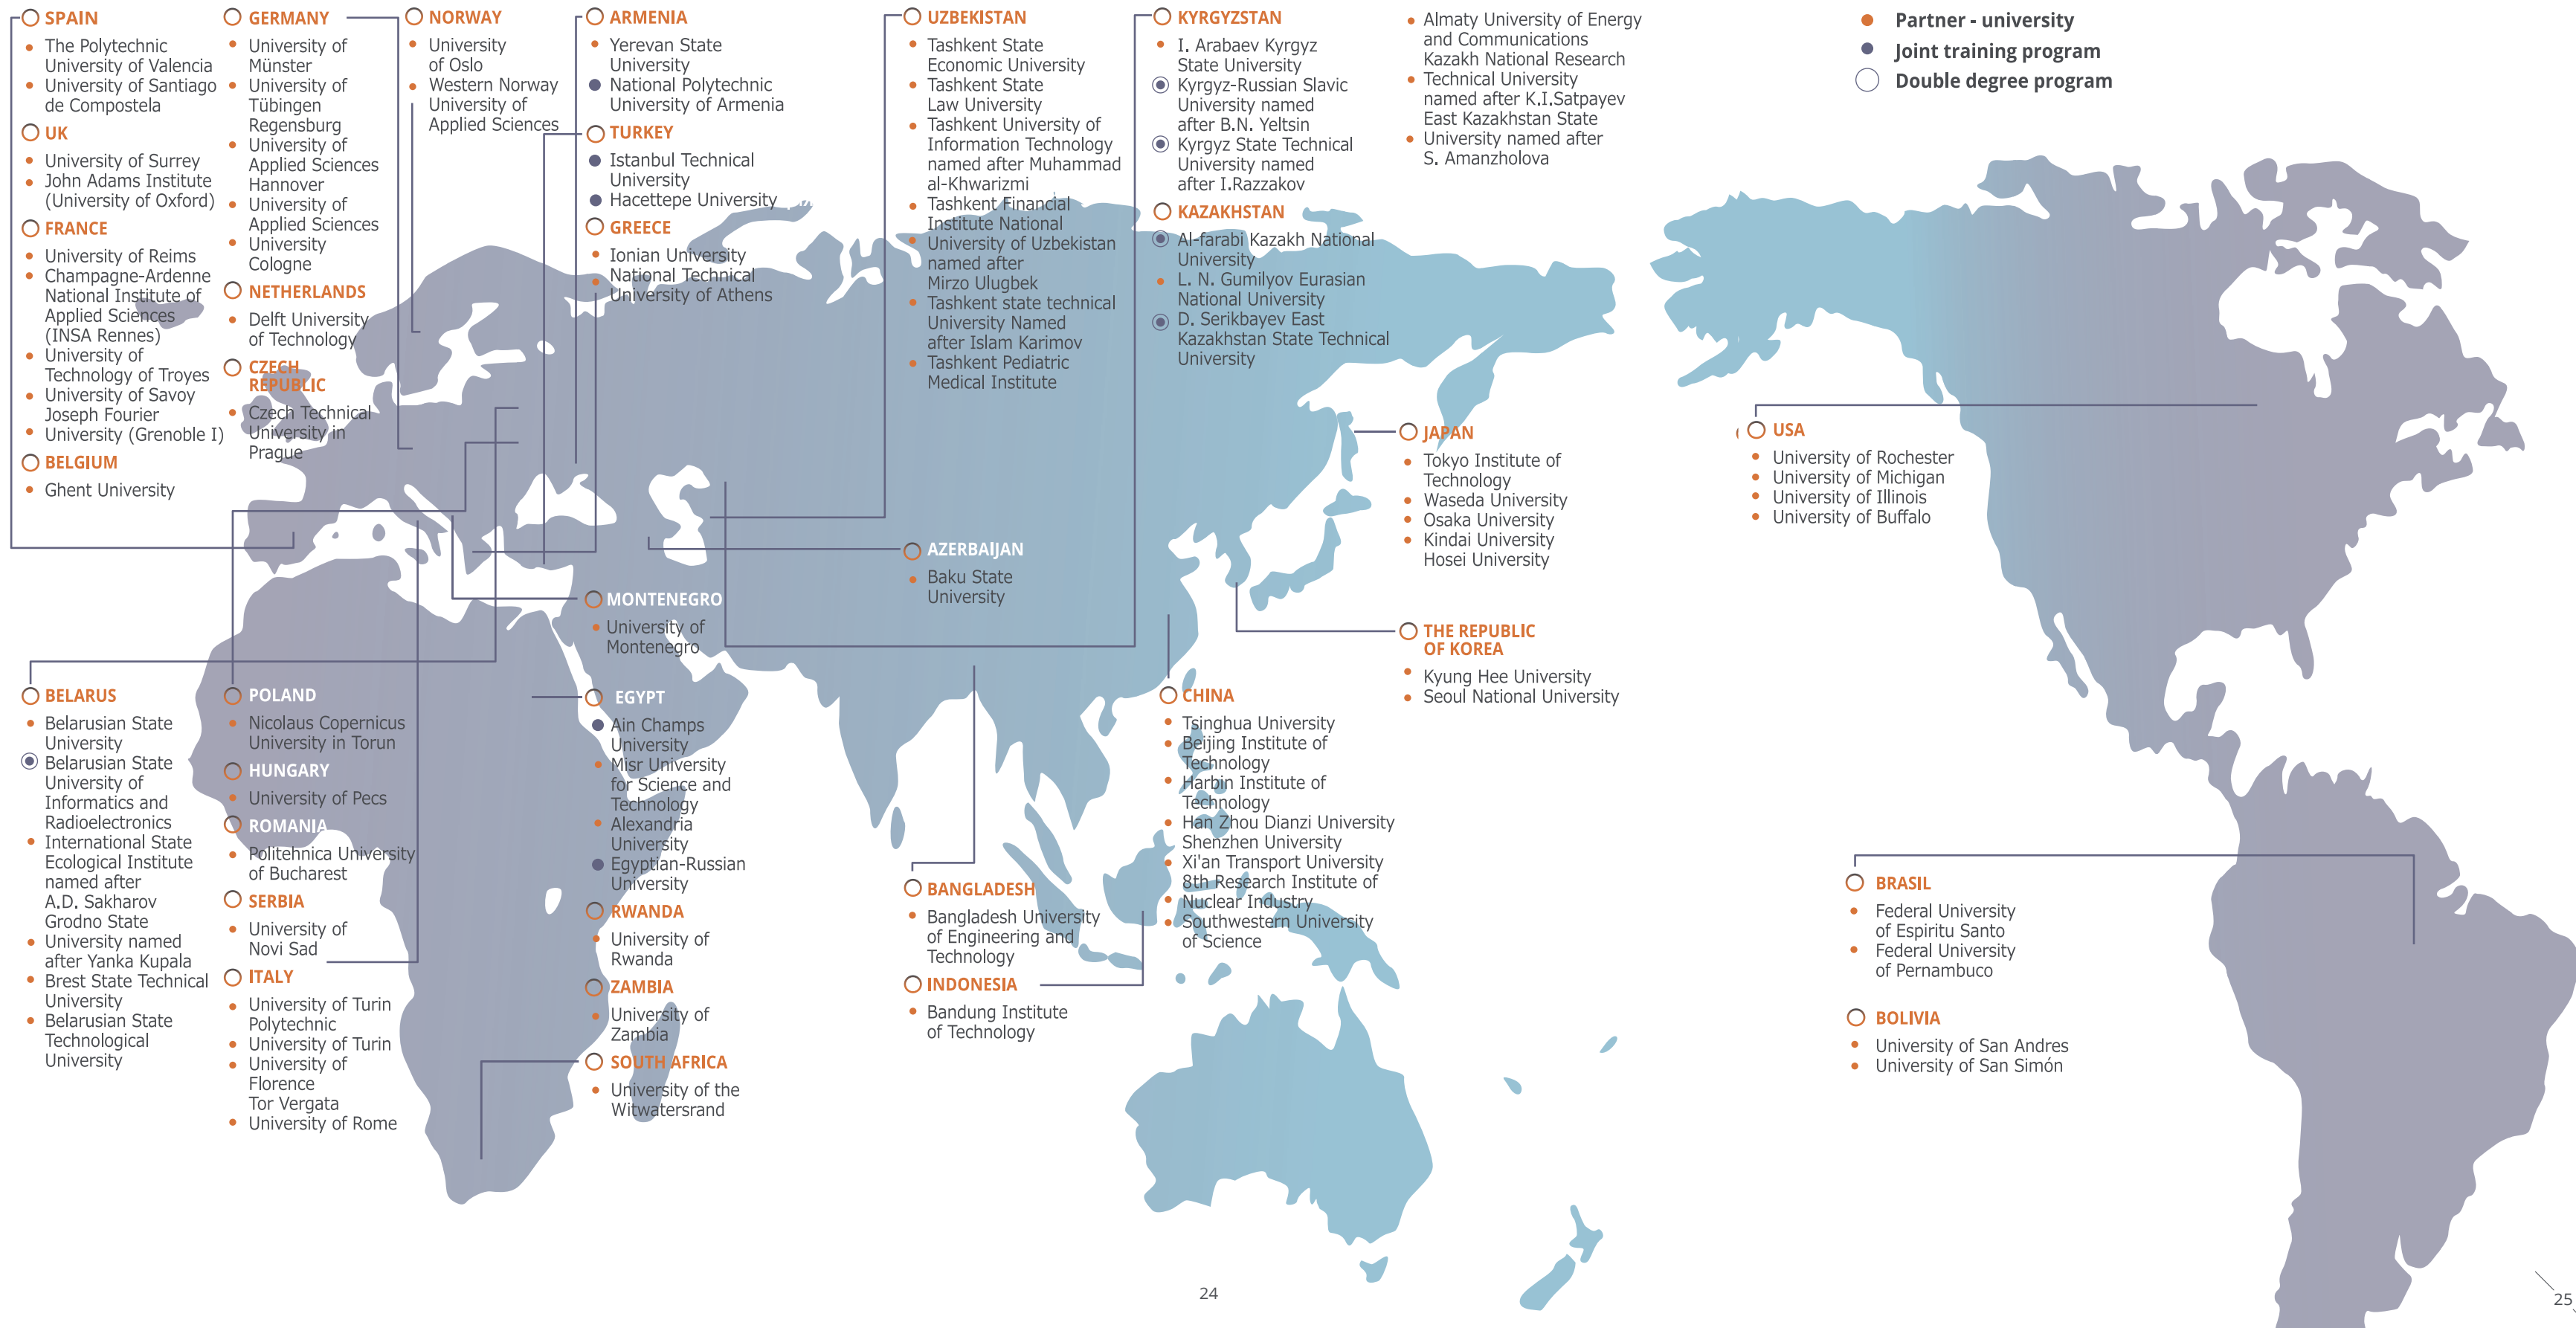 SPAIN
The Polytechnic
University of Valencia
University of Santiago
de Compostela
UK
University of Surrey
John Adams Institute
(University of Oxford)
FRANCE
University of Reims
Champagne-Ardenne
National Institute of
Applied Sciences
(INSA Rennes)
University of
Technology of Troyes
University of Savoy
Joseph Fourier
University (Grenoble I)
BELGIUM
Ghent University
GERMANY
University of
Münster
University of
Tübingen
Regensburg
University of
Applied Sciences
Hannover
University of
Applied Sciences
University
Cologne
NETHERLANDS
Delft University
of Technology
CZECH
REPUBLIC
Czech Technical
University in
Prague
NORWAY
University
of Oslo
Western Norway
University of
Applied Sciences
ARMENIA
Yerevan State
University
National Polytechnic
University of Armenia
TURKEY
Istanbul Technical
University
Hacettepe University
GREECE
Ionian University
National Technical
University of Athens
UZBEKISTAN
Tashkent State
Economic University
Tashkent State
Law University
Tashkent University of
Information Technology
named after Muhammad
al-Khwarizmi
Tashkent Financial
Institute National
University of Uzbekistan
named after
Mirzo Ulugbek
Tashkent state technical
University Named
after Islam Karimov
Tashkent Pediatric
Medical Institute
KYRGYZSTAN
I. Arabaev Kyrgyz
State University
Kyrgyz-Russian Slavic
University named
after B.N. Yeltsin
Kyrgyz State Technical
University named
after I.Razzakov
KAZAKHSTAN
Al-farabi Kazakh National
University
L. N. Gumilyov Eurasian
National University
D. Serikbayev East
Kazakhstan State Technical
University
Almaty University of Energy
and Communications
Kazakh National Research
Technical University
named after K.I.Satpayev
East Kazakhstan State
University named after
S. Amanzholova
Partner - university
Joint training program
Double degree program
JAPAN
Tokyo Institute of
Technology
Waseda University
Osaka University
Kindai University
Hosei University
USA
University of Rochester
University of Michigan
University of Illinois
University of Buffalo
AZERBAIJAN
Baku State
University
MONTENEGRO
University of
Montenegro
THE REPUBLIC
OF KOREA
Kyung Hee University
Seoul National University
BELARUS
Belarusian State
University
Belarusian State
University of
Informatics and
Radioelectronics
International State
Ecological Institute
named after
A.D. Sakharov
Grodno State
University named
after Yanka Kupala
Brest State Technical
University
Belarusian State
Technological
University
POLAND
Nicolaus Copernicus
University in Torun
HUNGARY
University of Pecs
ROMANIA
Politehnica University
of Bucharest
SERBIA
University of
Novi Sad
ITALY
University of Turin
Polytechnic
University of Turin
University of
Florence
Tor Vergata
University of Rome
EGYPT
Ain Champs
University
Misr University
for Science and
Technology
Alexandria
University
Egyptian-Russian
University
RWANDA
University of
Rwanda
ZAMBIA
University of
Zambia
SOUTH AFRICA
University of the
Witwatersrand
BANGLADESH
Bangladesh University
of Engineering and
Technology
INDONESIA
Bandung Institute
of Technology
CHINA
Tsinghua University
Beijing Institute of
Technology
Harbin Institute of
Technology
Han Zhou Dianzi University
Shenzhen University
Xi'an Transport University
8th Research Institute of
Nuclear Industry
Southwestern University
of Science
BRASIL
Federal University
of Espiritu Santo
Federal University
of Pernambuco
BOLIVIA
University of San Andres
University of San Simón
24
25